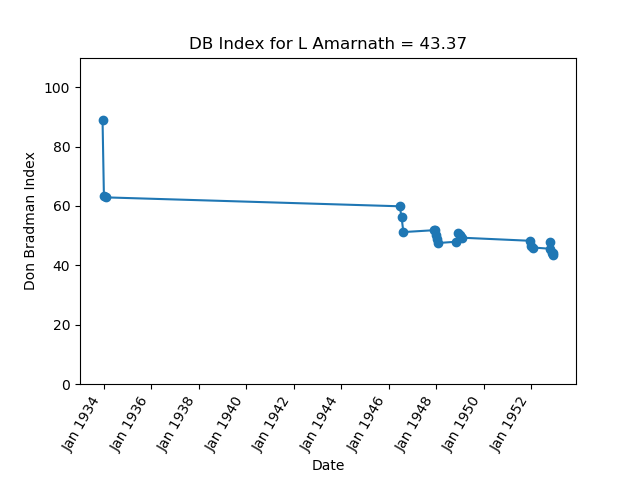 DB Index for L Amarnath = 43.37
100
80
60
40
20
0
Don Bradman Index
Jan 1934
Jan 1936
Jan 1938
Jan 1940
Jan 1942
Jan 1944
Jan 1946
Jan 1948
Jan 1950
Jan 1952
Date